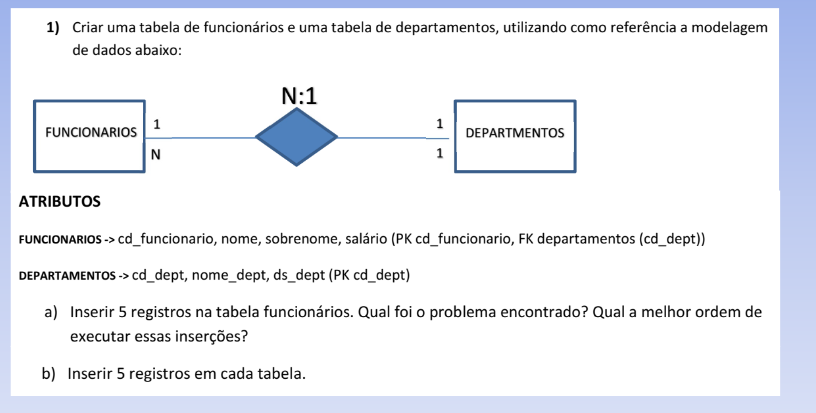 1) Criar uma tabela de funcionários e uma tabela de departamentos, utilizando como referência a modelagem
de dados abaixo:
N:1
FUNCIONARIOS
1
N
1
1
DEPARTMENTOS
ATRIBUTOS
FUNCIONARIOS -> cd_funcionario, nome, sobrenome, salário (PK cd_funcionario, FK departamentos (cd_dept))
DEPARTAMENTOS -> cd_dept, nome_dept, ds_dept (PK cd_dept)
a) Inserir 5 registros na tabela funcionários. Qual foi o problema encontrado? Qual a melhor ordem de
executar essas inserções?
b) Inserir 5 registros em cada tabela.